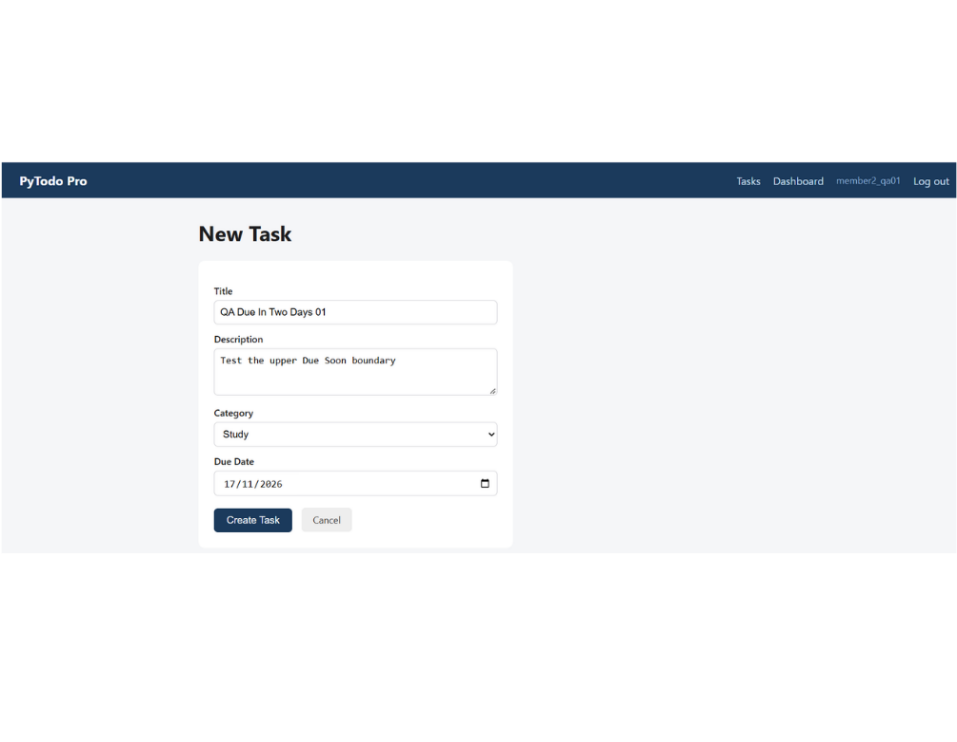 PyTodo Pro
Tasks Dashboard member2_qa01 Log out
New Task
Title
QA Due In Two Days 01
Description
Test the upper Due Soon boundary
Category
Study
Due Date
17/11/2026
Create Task Cancel